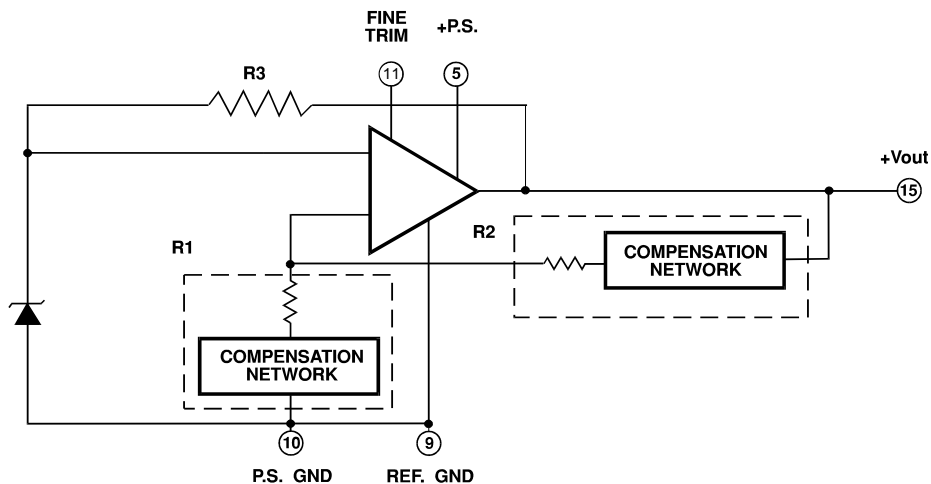 FINE
TRIM
+P.S.
11
5
R3
+Vout
15
R2
COMPENSATION
NETWORK
R1
COMPENSATION
NETWORK
10
9
P.S. GND
REF. GND